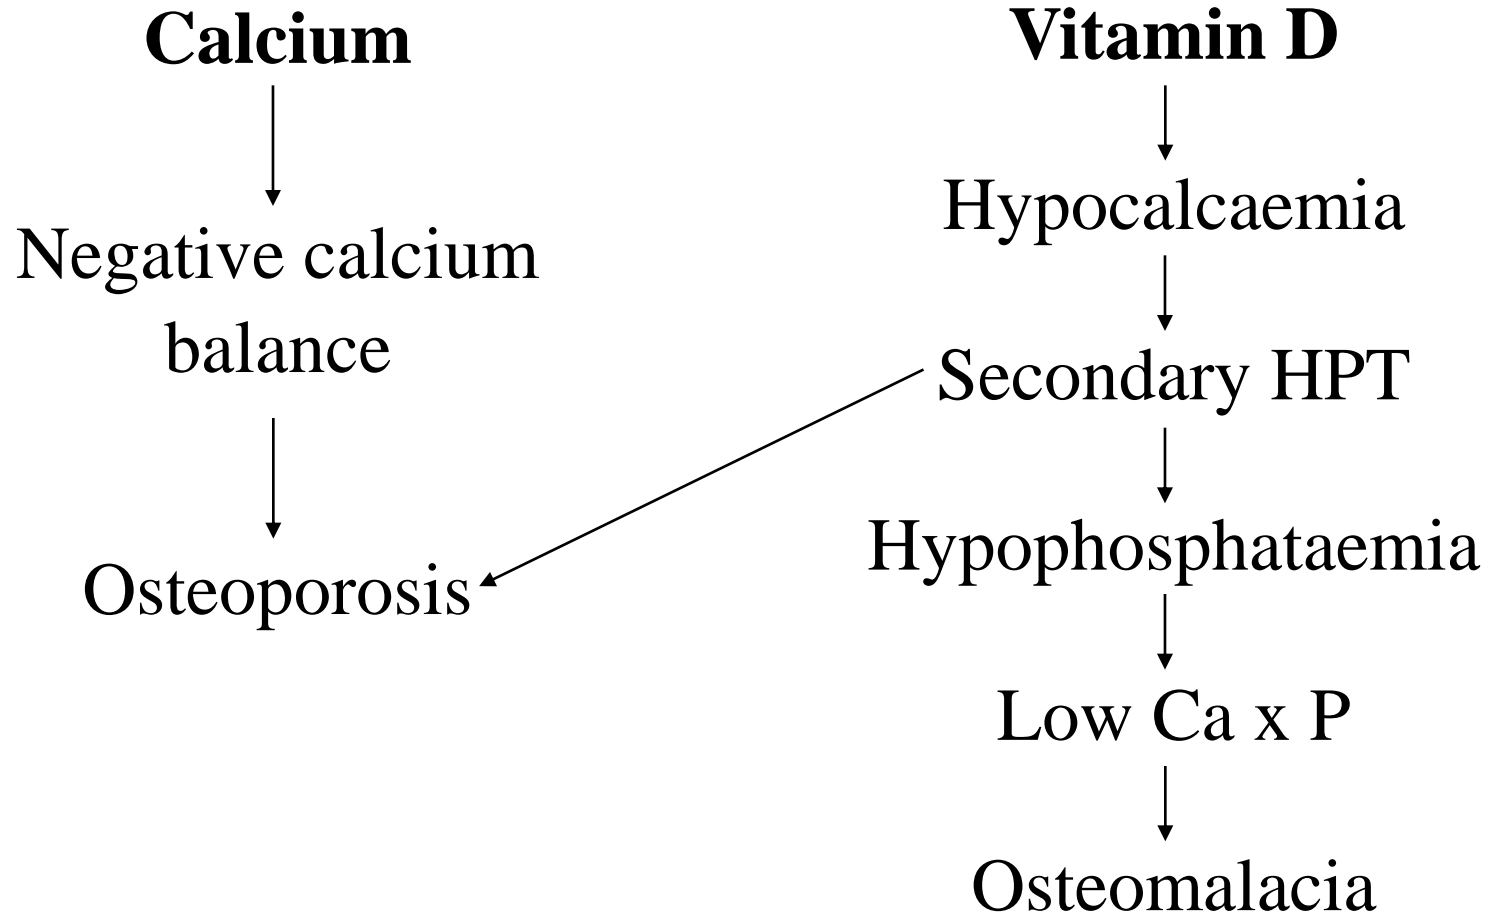 Calcium
Negative calcium
balance
Osteoporosis
Vitamin D
Hypocalcaemia
Secondary HPT
Hypophosphataemia
Low Ca x P
Osteomalacia